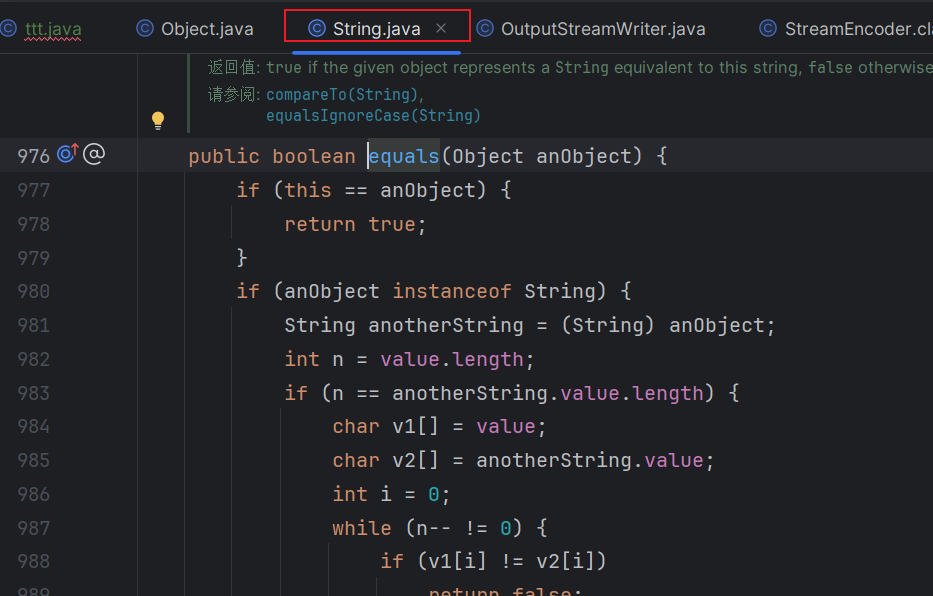 ttt.java Object.java String.java × OutputStreamWriter.java StreamEncoder.cl
返回值: true if the given object represents a String equivalent to this string, false otherwise
请参阅: compareTo(String),
equalsIgnoreCase(String)
976 @ public boolean equals(Object anObject) {
977 if (this == anObject) {
978 return true;
979 }
980 if (anObject instanceof String) {
981 String anotherString = (String) anObject;
982 int n = value.length;
983 if (n == anotherString.value.length) {
984 char v1[] = value;
985 char v2[] = anotherString.value;
986 int i = 0;
987 while (n-- != 0) {
988 if (v1[i] != v2[i])
989 return false;